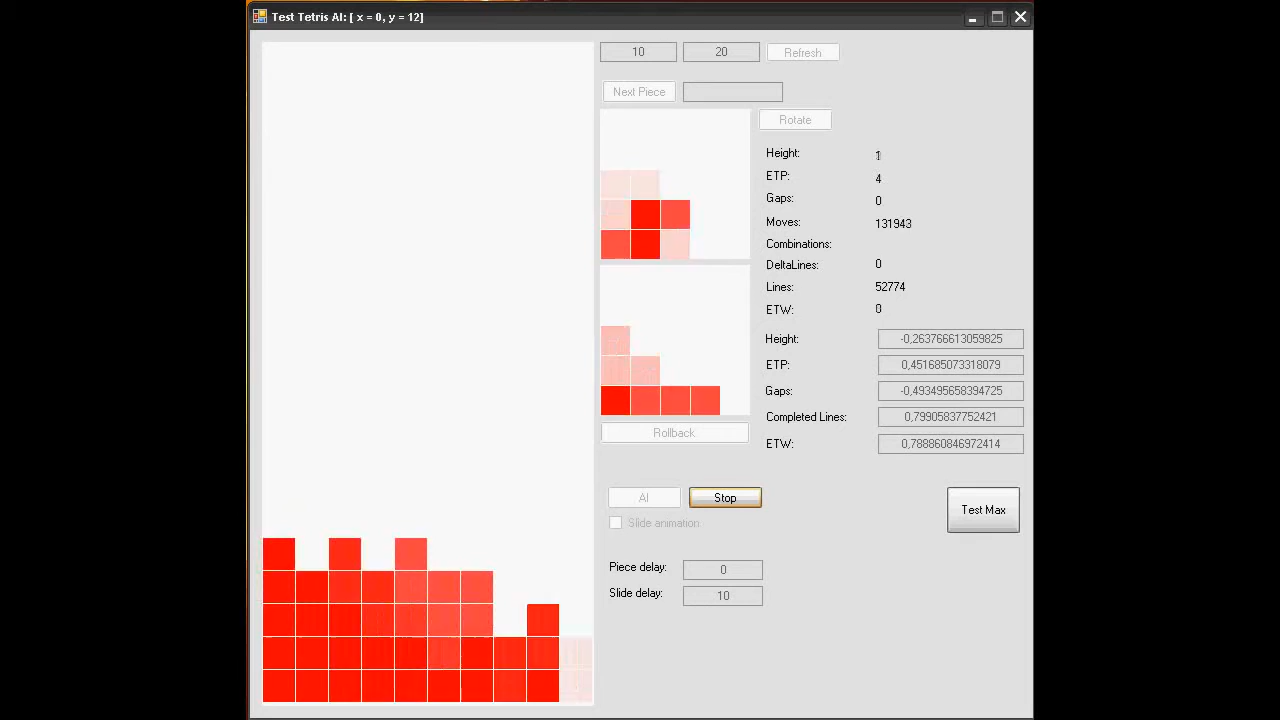 Test Tetris AI: [ x = 0, y = 12]
10 20 Refresh
Next Piece
Rotate
Height: 1
ETP: 4
Gaps: 0
Moves: 131943
Combinations:
DeltaLines: 0
Lines: 52774
ETW: 0
Height: -0,263766613059825
ETP: 0,451685073318079
Gaps: -0,493495658394725
Completed Lines: 0,79905837752421
ETW: 0,788860846972414
Rollback
AI Stop
Test Max
Slide animation
Piece delay: 0
Slide delay: 10